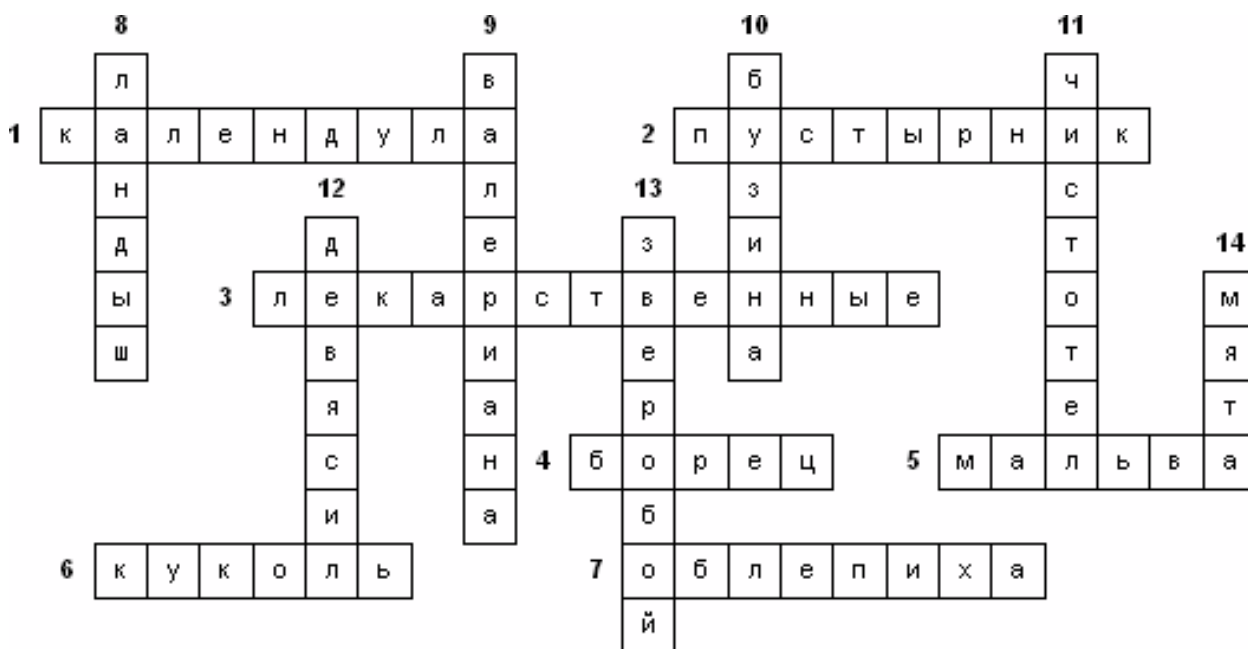 8 9 10 11
л в б ч
1 к а л е н д у л а 2 п у с т ы р н и к
н 12 л 13 з с
д д е з и т 14
ы 3 л е к а р с т в е н н ы е о м
ш в и е а т я
я а р е т
с н 4 б о р е ц 5 м а л ь в а
и а б
6 к у к о л ь 7 о б л е п и х а
й